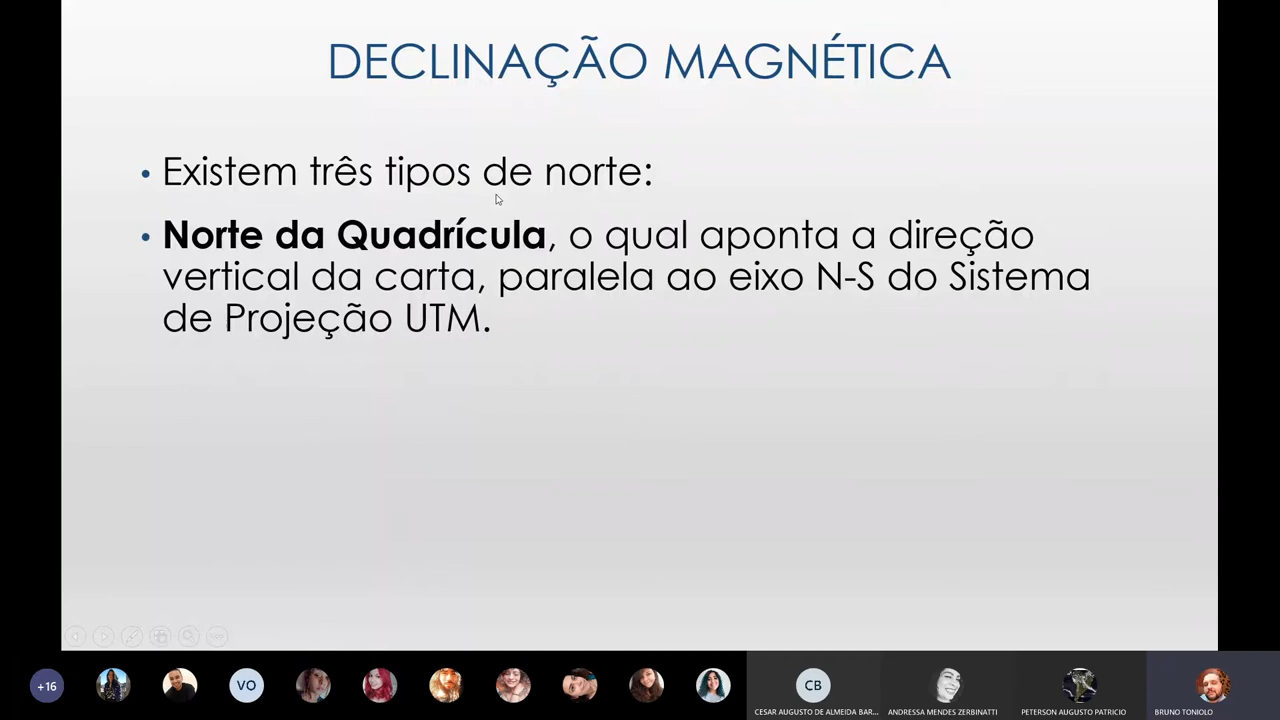 DECLINAÇÃO MAGNÉTICA
• Existem três tipos de norte:
• Norte da Quadrícula, o qual aponta a direção
vertical da carta, paralela ao eixo N-S do Sistema
de Projeção UTM.
+16
VO
CB
CESAR AUGUSTO DE ALMEIDA BAR...
ANDRESSA MENDES ZERBINATTI
PETERSON AUGUSTO PATRICIO
BRUNO TONIOLO